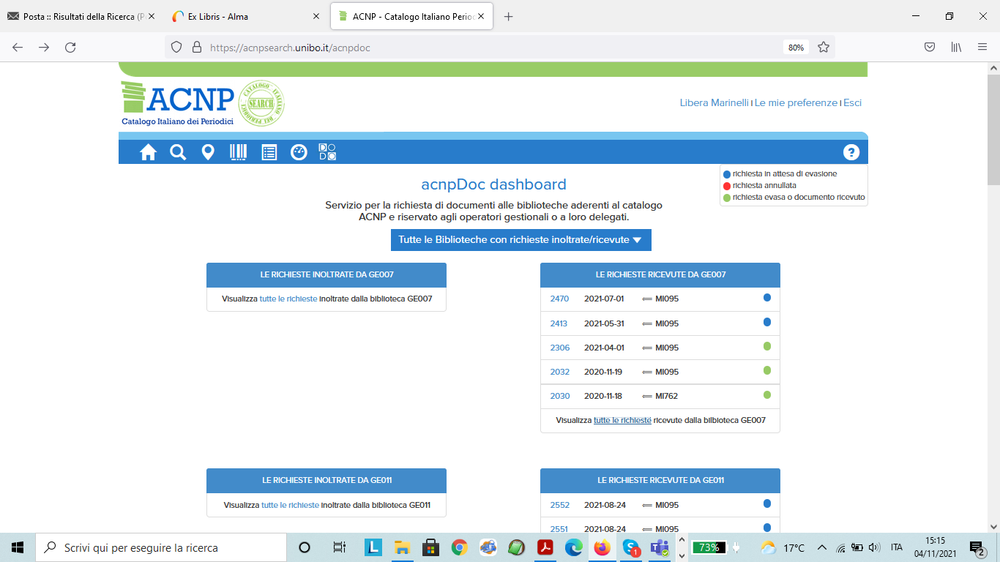 Posta :: Risultati della Ricerca (P
Ex Libris - Alma
ACNP - Catalogo Italiano Period
https://acnpsearch.unibo.it/acnpdoc
80%
ACNP
Catalogo Italiano dei Periodici
CATALOGO ITALIANO DEI PERIODICI
SEARCH
Libera Marinelli | Le mie preferenze | Esci
DO
DO
?
richiesta in attesa di evasione
richiesta annullata
richiesta evasa o documento ricevuto
acnpDoc dashboard
Servizio per la richiesta di documenti alle biblioteche aderenti al catalogo
ACNP e riservato agli operatori gestionali o a loro delegati.
Tutte le Biblioteche con richieste inoltrate/ricevute
LE RICHIESTE INOLTRATE DA GE007
Visualizza tutte le richieste inoltrate dalla biblioteca GE007
LE RICHIESTE RICEVUTE DA GE007
2470 2021-07-01 ⟸ MI095
2413 2021-05-31 ⟸ MI095
2306 2021-04-01 ⟸ MI095
2032 2020-11-19 ⟸ MI095
2030 2020-11-18 ⟸ MI762
Visualizza tutte le richieste ricevute dalla biblioteca GE007
LE RICHIESTE INOLTRATE DA GE011
Visualizza tutte le richieste inoltrate dalla biblioteca GE011
LE RICHIESTE RICEVUTE DA GE011
2552 2021-08-24 ⟸ MI095
2551 2021-08-24 ⟸ MI095
Scrivi qui per eseguire la ricerca
L
S
1
T
73%
17°C
ITA
15:15
04/11/2021
2